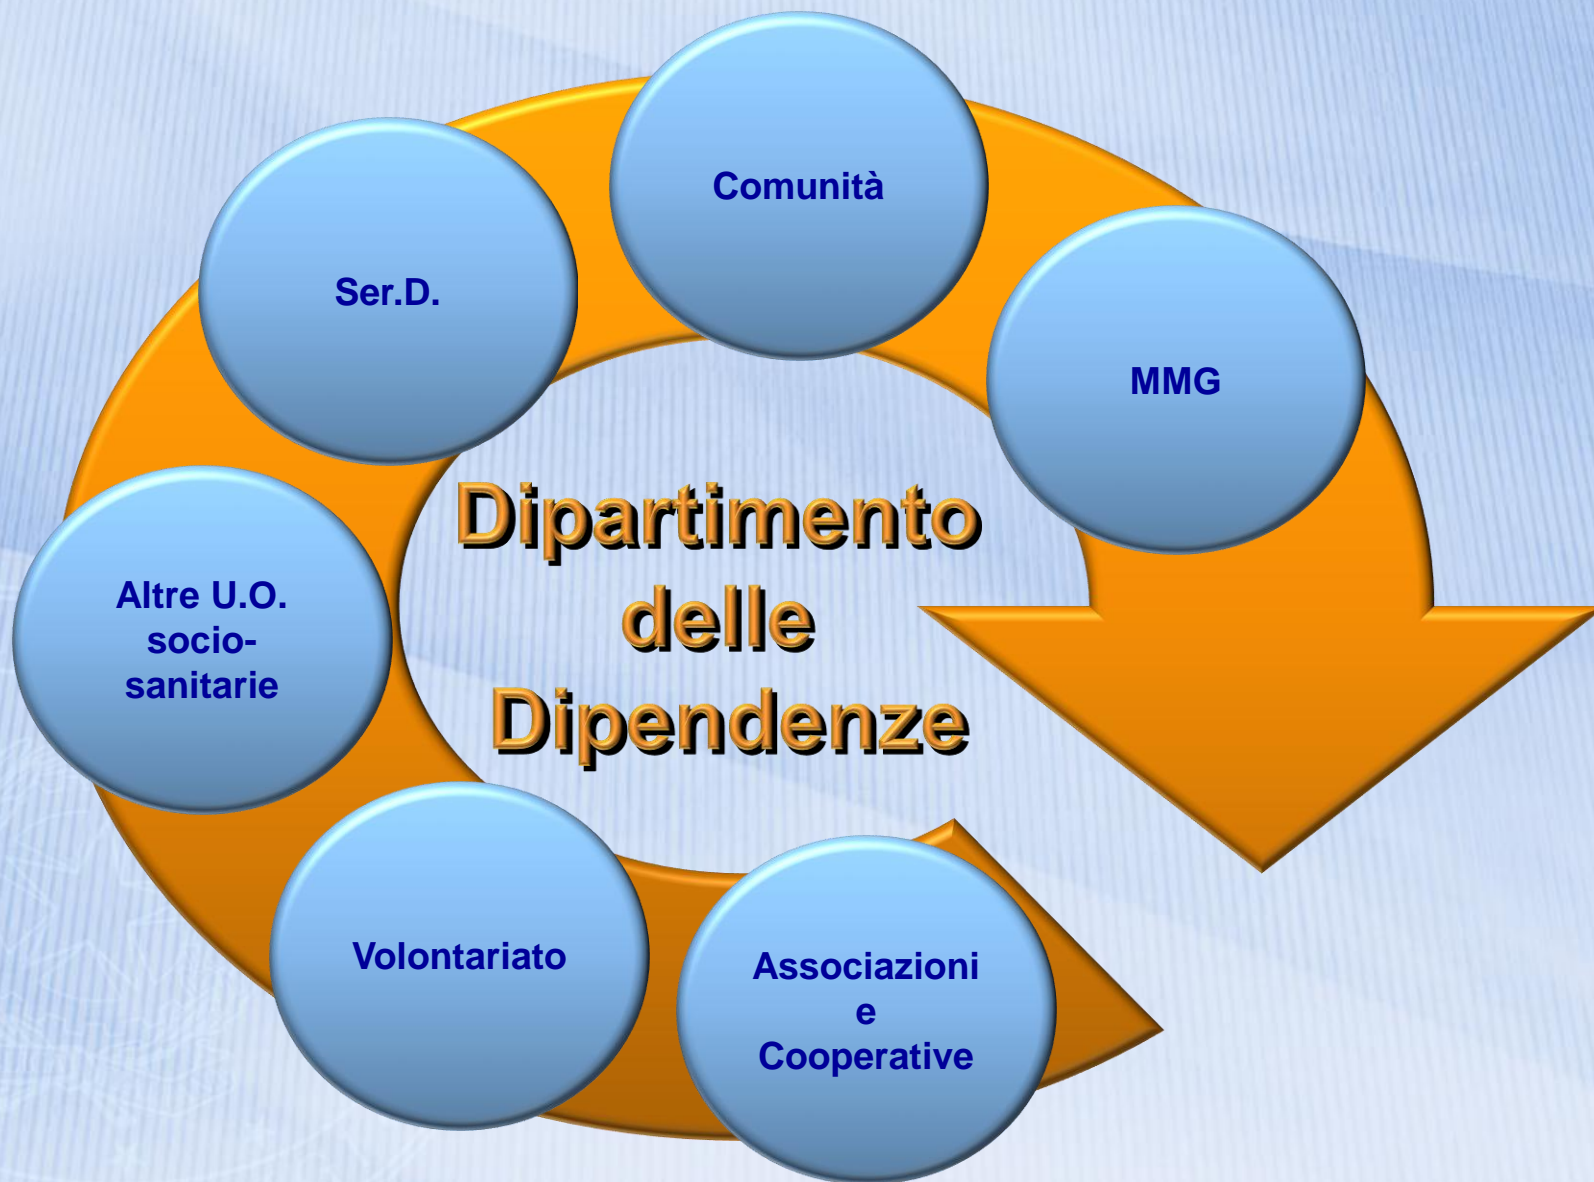 Comunità
Ser.D.
MMG
Dipartimento
delle
Dipendenze
Altre U.O.
socio-
sanitarie
Volontariato
Associazioni
e
Cooperative